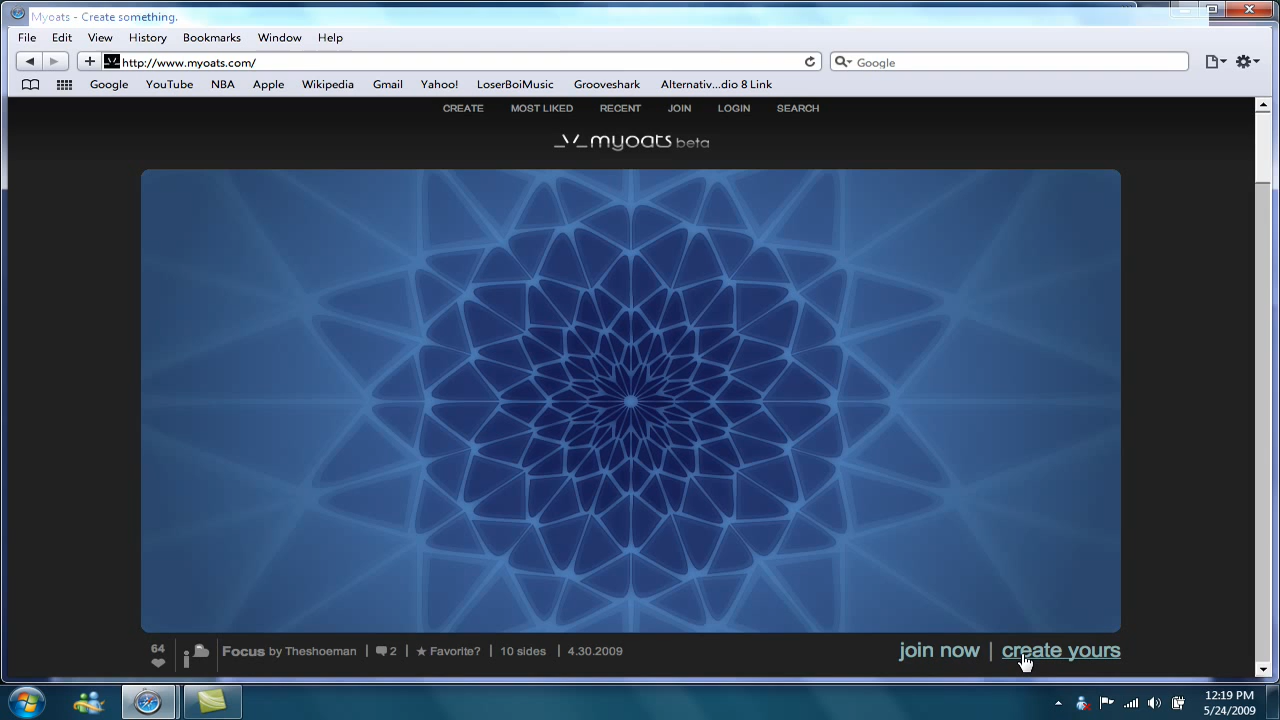 Myoats - Create something.
File Edit View History Bookmarks Window Help
http://www.myoats.com/ Google
Google YouTube NBA Apple Wikipedia Gmail Yahoo! LoserBoiMusic Grooveshark Alternativ...dio 8 Link
CREATE MOST LIKED RECENT JOIN LOGIN SEARCH
myoats beta
64 Focus by Theshoeman | 2 Favorite? | 10 sides | 4.30.2009
join now | create yours
12:19 PM
5/24/2009